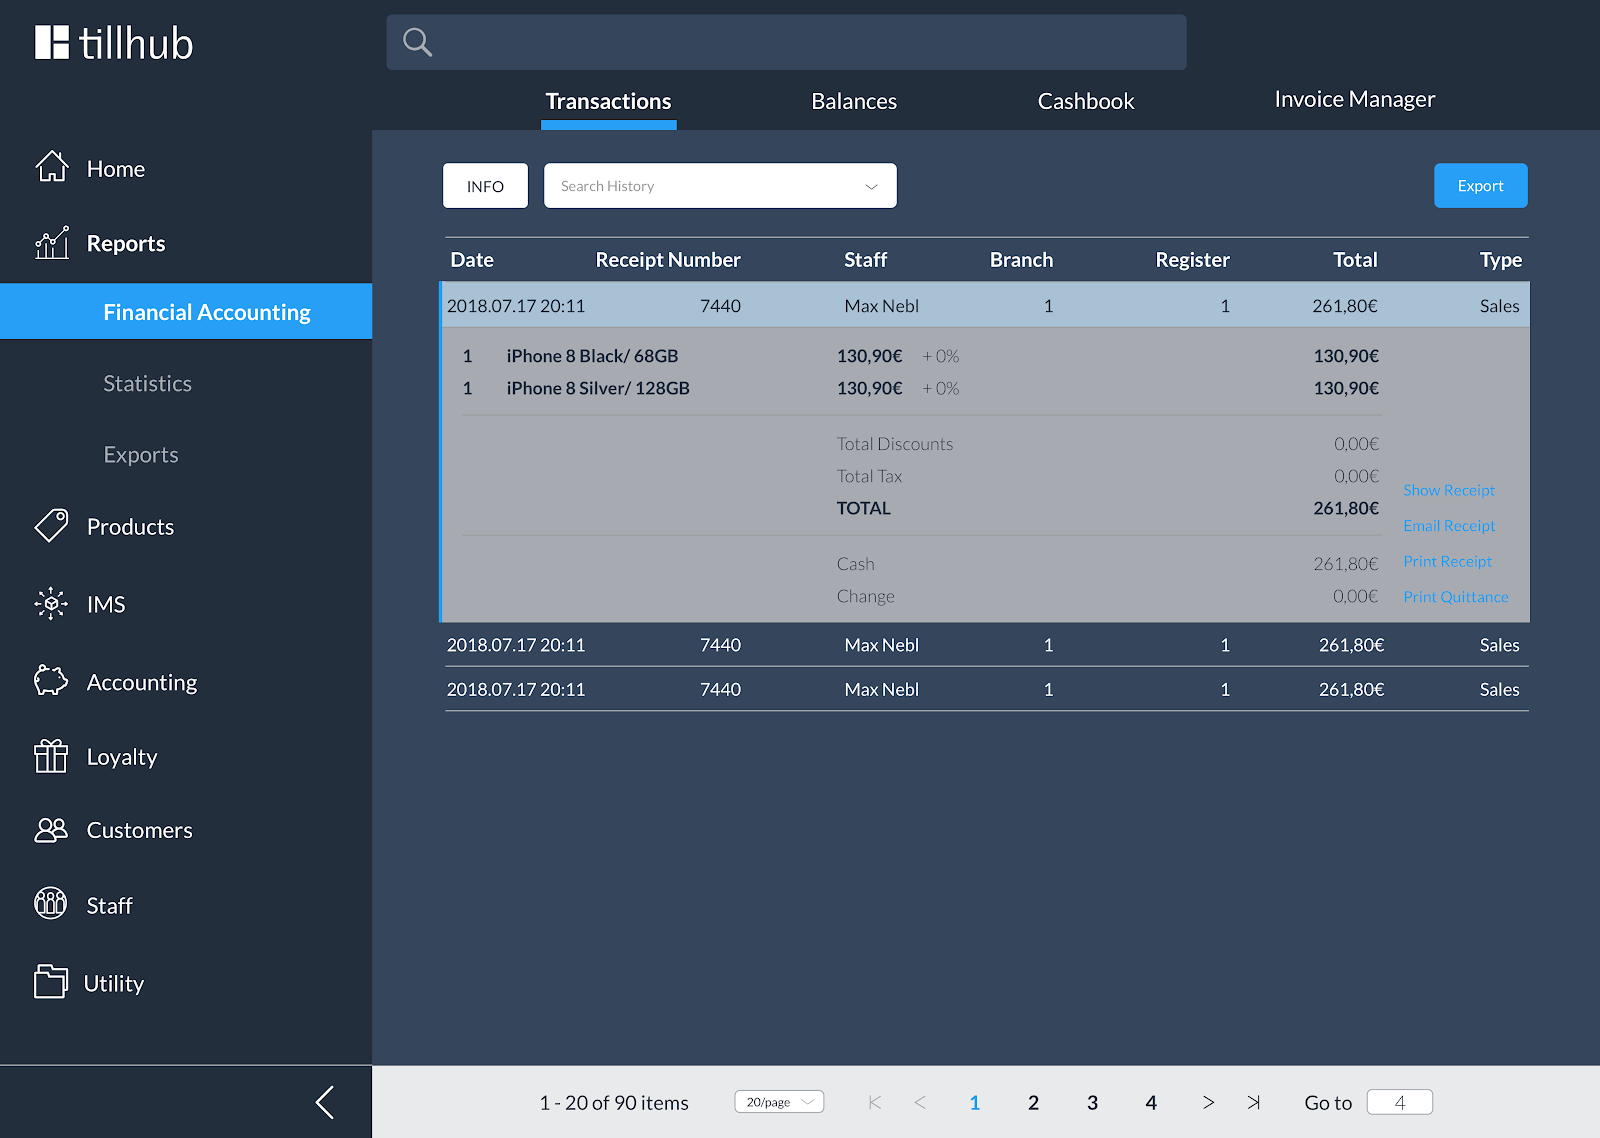 tillhub
Transactions Balances Cashbook Invoice Manager
Home
Reports
Financial Accounting
Statistics
Exports
Products
IMS
Accounting
Loyalty
Customers
Staff
Utility
INFO Search History Export
Date Receipt Number Staff Branch Register Total Type
2018.07.17 20:11 7440 Max Nebl 1 1 261,80€ Sales
1 iPhone 8 Black/ 68GB 130,90€ + 0% 130,90€
1 iPhone 8 Silver/ 128GB 130,90€ + 0% 130,90€
Total Discounts 0,00€
Total Tax 0,00€
TOTAL 261,80€
Cash 261,80€
Change 0,00€
Show Receipt
Email Receipt
Print Receipt
Print Quittance
2018.07.17 20:11 7440 Max Nebl 1 1 261,80€ Sales
2018.07.17 20:11 7440 Max Nebl 1 1 261,80€ Sales
1 - 20 of 90 items 20/page 1 2 3 4 Go to 4